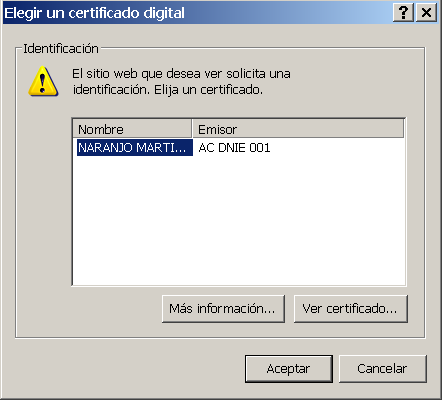 Elegir un certificado digital
Identificación
El sitio web que desea ver solicita una
identificación. Elija un certificado.
Nombre Emisor
NARANJO MARTI... AC DNIE 001
Más información... Ver certificado...
Aceptar Cancelar